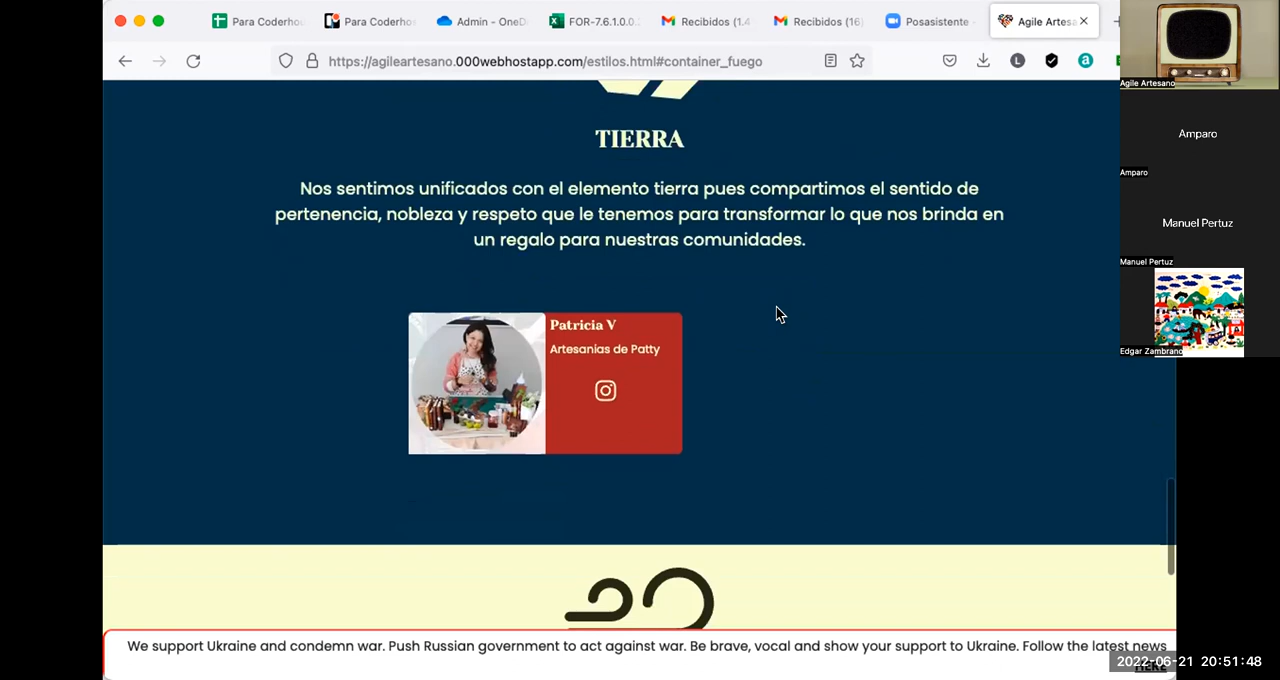 Para Coderhou
Para Coderhou
Admin - OneD
FOR-7.6.1.0.0.
Recibidos (1.4
Recibidos (16)
Posasistente -
Agile Artesa
https://agileartesano.000webhostapp.com/estilos.html#container_fuego
TIERRA
Nos sentimos unificados con el elemento tierra pues compartimos el sentido de
pertenencia, nobleza y respeto que le tenemos para transformar lo que nos brinda en
un regalo para nuestras comunidades.
Patricia V
Artesanias de Patty
We support Ukraine and condemn war. Push Russian government to act against war. Be brave, vocal and show your support to Ukraine. Follow the latest news
Agile Artesano
Amparo
Amparo
Manuel Pertuz
Manuel Pertuz
Edgar Zambrano
2022-06-21 20:51:48